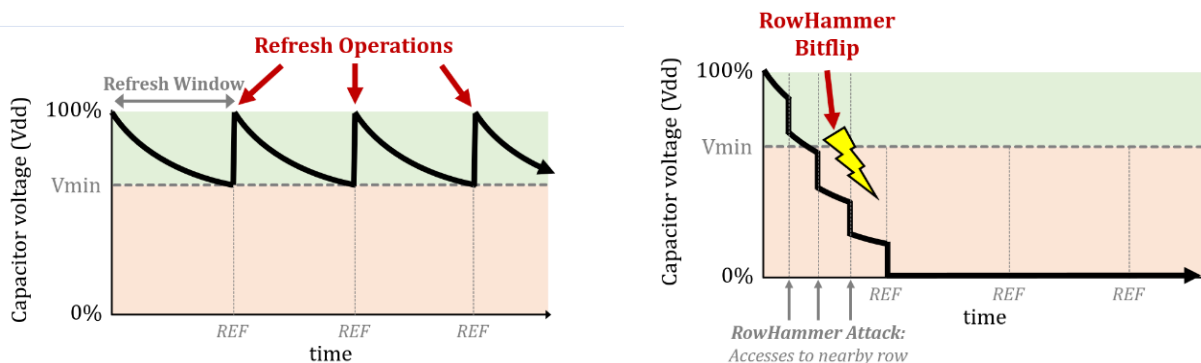 Refresh Operations
Refresh Window
Capacitor voltage (Vdd)
100%
Vmin
0%
REF
REF
REF
time
RowHammer
Bitflip
Capacitor voltage (Vdd)
100%
Vmin
0%
REF
REF
REF
time
RowHammer Attack:
Accesses to nearby row